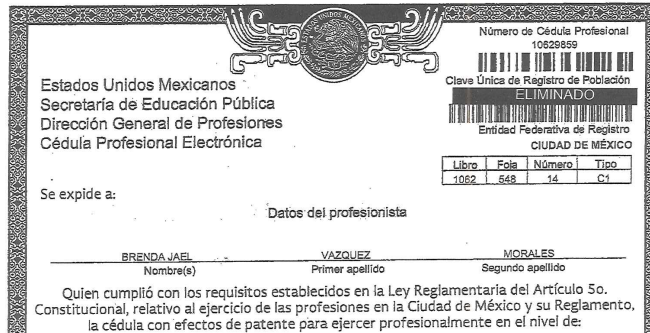 ESTADOS UNIDOS MEXICANOS
Número de Cédula Profesional
10629859
Clave Única de Registro de Población
ELIMINADO
Entidad Federativa de Registro
CIUDAD DE MÉXICO
Libro Foja Número Tipo
1062 548 14 C1
Estados Unidos Mexicanos
Secretaría de Educación Pública
Dirección General de Profesiones
Cédula Profesional Electrónica
Se expide a:
Datos del profesionista
BRENDA JAEL VAZQUEZ MORALES
Nombre(s) Primer apellido Segundo apellido
Quien cumplió con los requisitos establecidos en la Ley Reglamentaria del Artículo 5o.
Constitucional, relativo al ejercicio de las profesiones en la Ciudad de México y su Reglamento,
la cédula con efectos de patente para ejercer profesionalmente en el nivel de: